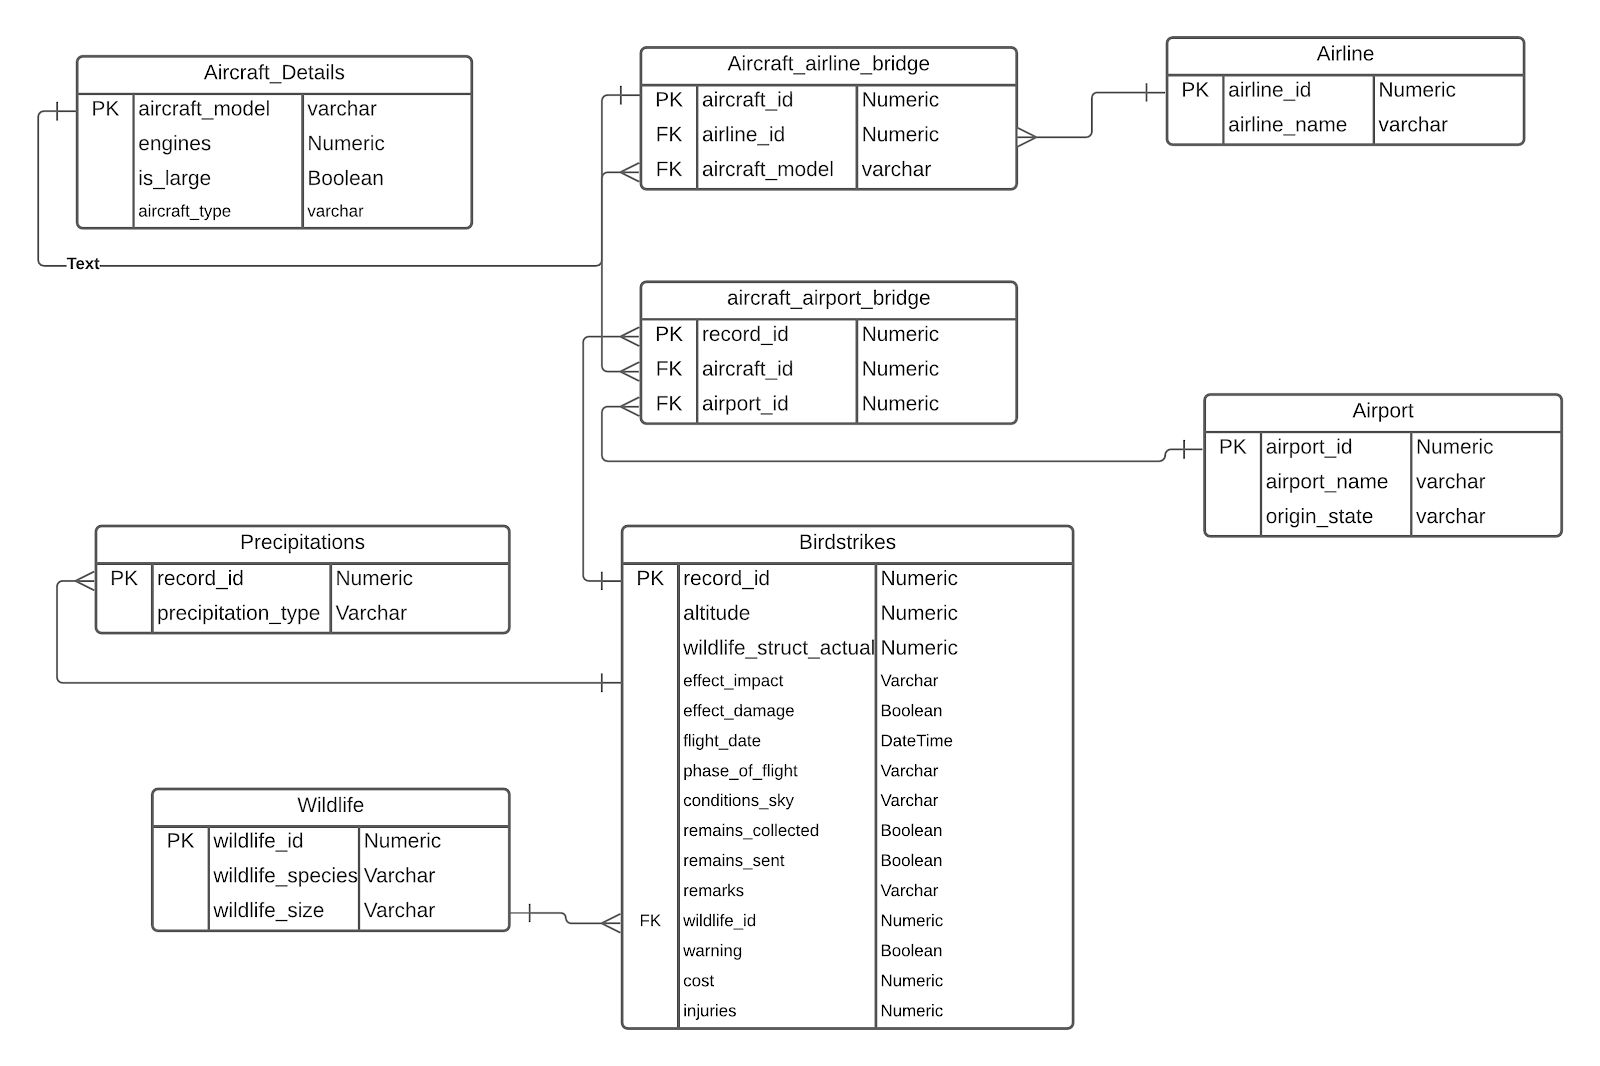 Aircraft_Details
PK aircraft_model varchar
engines Numeric
is_large Boolean
aircraft_type varchar
Text
Aircraft_airline_bridge
PK aircraft_id Numeric
FK airline_id Numeric
FK aircraft_model varchar
Airline
PK airline_id Numeric
airline_name varchar
aircraft_airport_bridge
PK record_id Numeric
FK aircraft_id Numeric
FK airport_id Numeric
Airport
PK airport_id Numeric
airport_name varchar
origin_state varchar
Precipitations
PK record_id Numeric
precipitation_type Varchar
Birdstrikes
PK record_id Numeric
altitude Numeric
wildlife_struct_actual Numeric
effect_impact Varchar
effect_damage Boolean
flight_date DateTime
phase_of_flight Varchar
conditions_sky Varchar
remains_collected Boolean
remains_sent Boolean
remarks Varchar
FK wildlife_id Numeric
warning Boolean
cost Numeric
injuries Numeric
Wildlife
PK wildlife_id Numeric
wildlife_species Varchar
wildlife_size Varchar